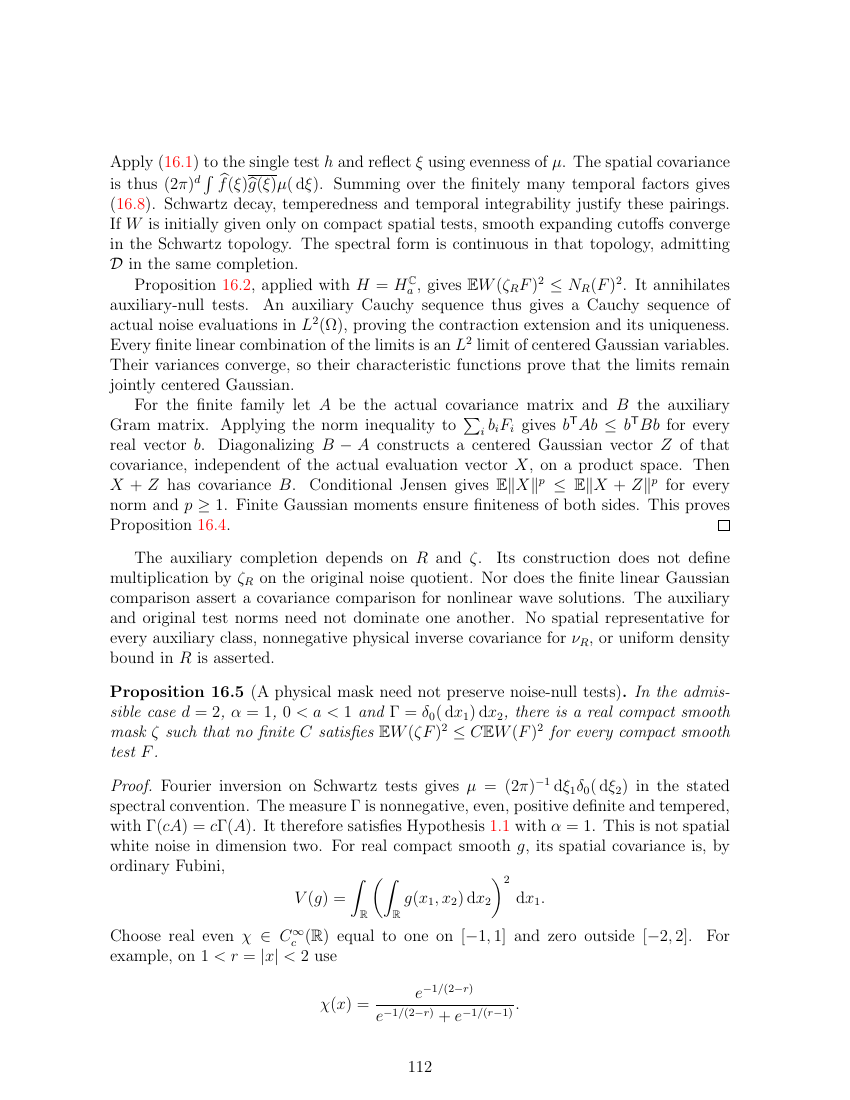 Apply (16.1) to the single test h and reflect ξ using evenness of μ. The spatial covariance
is thus (2π)^d ∫ f̂(ξ)\overline{ĝ(ξ)}μ( dξ). Summing over the finitely many temporal factors gives
(16.8). Schwartz decay, temperedness and temporal integrability justify these pairings.
If W is initially given only on compact spatial tests, smooth expanding cutoffs converge
in the Schwartz topology. The spectral form is continuous in that topology, admitting
𝒟 in the same completion.
Proposition 16.2, applied with H = H_a^ℂ, gives 𝔼W(ζ_R F)² ≤ N_R(F)². It annihilates
auxiliary-null tests. An auxiliary Cauchy sequence thus gives a Cauchy sequence of
actual noise evaluations in L²(Ω), proving the contraction extension and its uniqueness.
Every finite linear combination of the limits is an L² limit of centered Gaussian variables.
Their variances converge, so their characteristic functions prove that the limits remain
jointly centered Gaussian.
For the finite family let A be the actual covariance matrix and B the auxiliary
Gram matrix. Applying the norm inequality to ∑_i b_i F_i gives b^⊤Ab ≤ b^⊤Bb for every
real vector b. Diagonalizing B − A constructs a centered Gaussian vector Z of that
covariance, independent of the actual evaluation vector X, on a product space. Then
X + Z has covariance B. Conditional Jensen gives 𝔼‖X‖^p ≤ 𝔼‖X + Z‖^p for every
norm and p ≥ 1. Finite Gaussian moments ensure finiteness of both sides. This proves
Proposition 16.4. □
The auxiliary completion depends on R and ζ. Its construction does not define
multiplication by ζ_R on the original noise quotient. Nor does the finite linear Gaussian
comparison assert a covariance comparison for nonlinear wave solutions. The auxiliary
and original test norms need not dominate one another. No spatial representative for
every auxiliary class, nonnegative physical inverse covariance for ν_R, or uniform density
bound in R is asserted.
Proposition 16.5 (A physical mask need not preserve noise-null tests). In the admis-
sible case d = 2, α = 1, 0 < a < 1 and Γ = δ₀( dx₁) dx₂, there is a real compact smooth
mask ζ such that no finite C satisfies 𝔼W(ζF)² ≤ C𝔼W(F)² for every compact smooth
test F.
Proof. Fourier inversion on Schwartz tests gives μ = (2π)⁻¹ dξ₁δ₀( dξ₂) in the stated
spectral convention. The measure Γ is nonnegative, even, positive definite and tempered,
with Γ(cA) = cΓ(A). It therefore satisfies Hypothesis 1.1 with α = 1. This is not spatial
white noise in dimension two. For real compact smooth g, its spatial covariance is, by
ordinary Fubini,
V(g) = ∫_ℝ (∫_ℝ g(x₁, x₂) dx₂)² dx₁.
Choose real even χ ∈ C_c^∞(ℝ) equal to one on [−1, 1] and zero outside [−2, 2]. For
example, on 1 < r = |x| < 2 use
χ(x) = e^{−1/(2−r)} / (e^{−1/(2−r)} + e^{−1/(r−1)}).
112